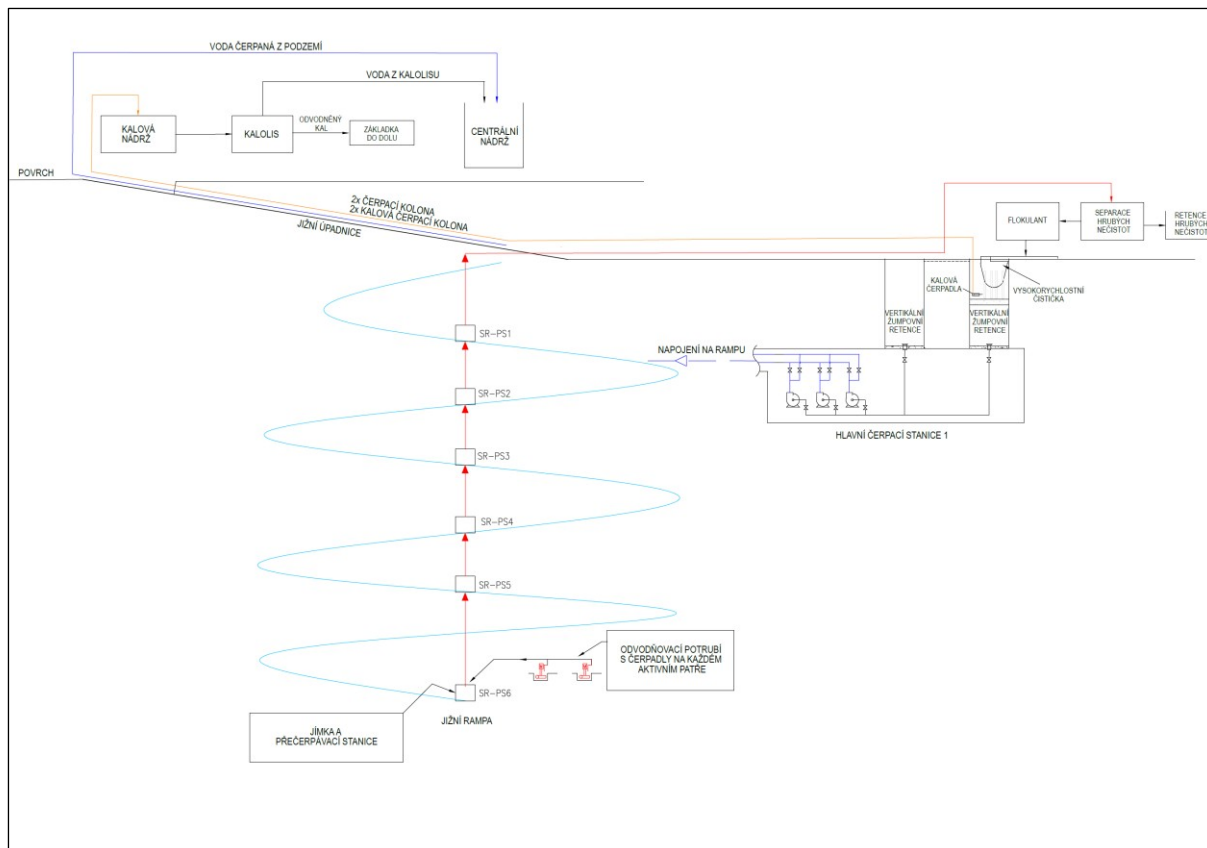 VODA ČERPANÁ Z PODZEMÍ
VODA Z KALOLISU
KALOVÁ
NÁDRŽ
KALOLIS
ODVODNĚNÝ
KAL
ZÁKLADKA
DO DOLU
CENTRÁLNÍ
NÁDRŽ
POVRCH
2x ČERPACÍ KOLONA
2x KALOVÁ ČERPACÍ KOLONA
JIŽNÍ ÚPADNICE
FLOKULANT
SEPARACE
HRUBÝCH
NEČISTOT
RETENCE
HRUBÝCH
NEČISTOT
KALOVÁ
ČERPADLA
VYSOKORYCHLOSTNÍ
ČISTIČKA
VERTIKÁLNÍ
ŽUMPOVNÍ
RETENCE
VERTIKÁLNÍ
ŽUMPOVNÍ
RETENCE
SR-PS1
NAPOJENÍ NA RAMPU
SR-PS2
HLAVNÍ ČERPACÍ STANICE 1
SR-PS3
SR-PS4
SR-PS5
ODVODŇOVACÍ POTRUBÍ
S ČERPADLY NA KAŽDÉM
AKTIVNÍM PATŘE
SR-PS6
JIŽNÍ RAMPA
JÍMKA A
PŘEČERPÁVACÍ STANICE